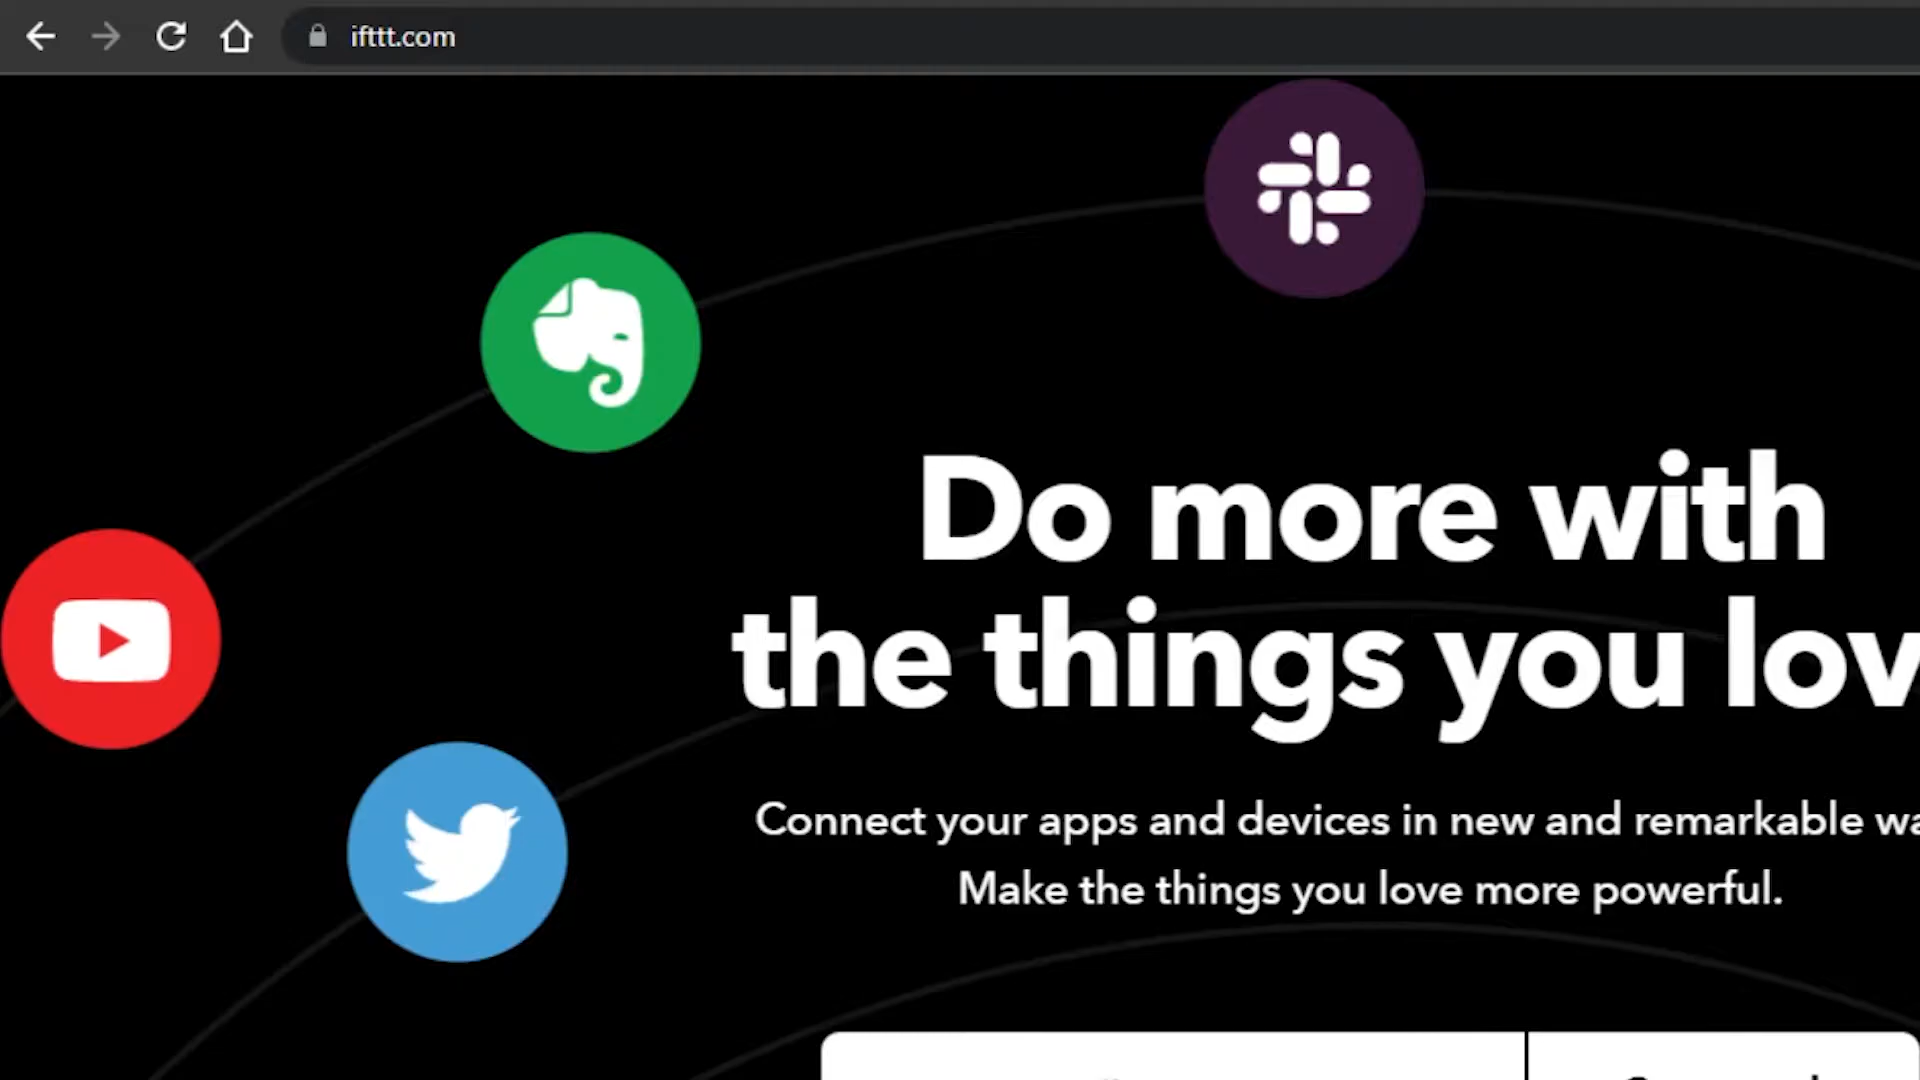 ifttt.com
Do more with
the things you lov
Connect your apps and devices in new and remarkable wa
Make the things you love more powerful.